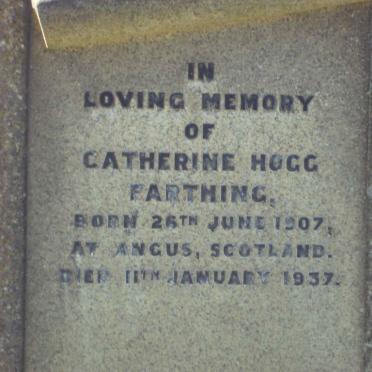 IN
LOVING MEMORY
OF
CATHERINE HOGG
FARTHING,
BORN 26TH JUNE 1907,
AT ANGUS, SCOTLAND.
DIED 11TH JANUARY 1937.